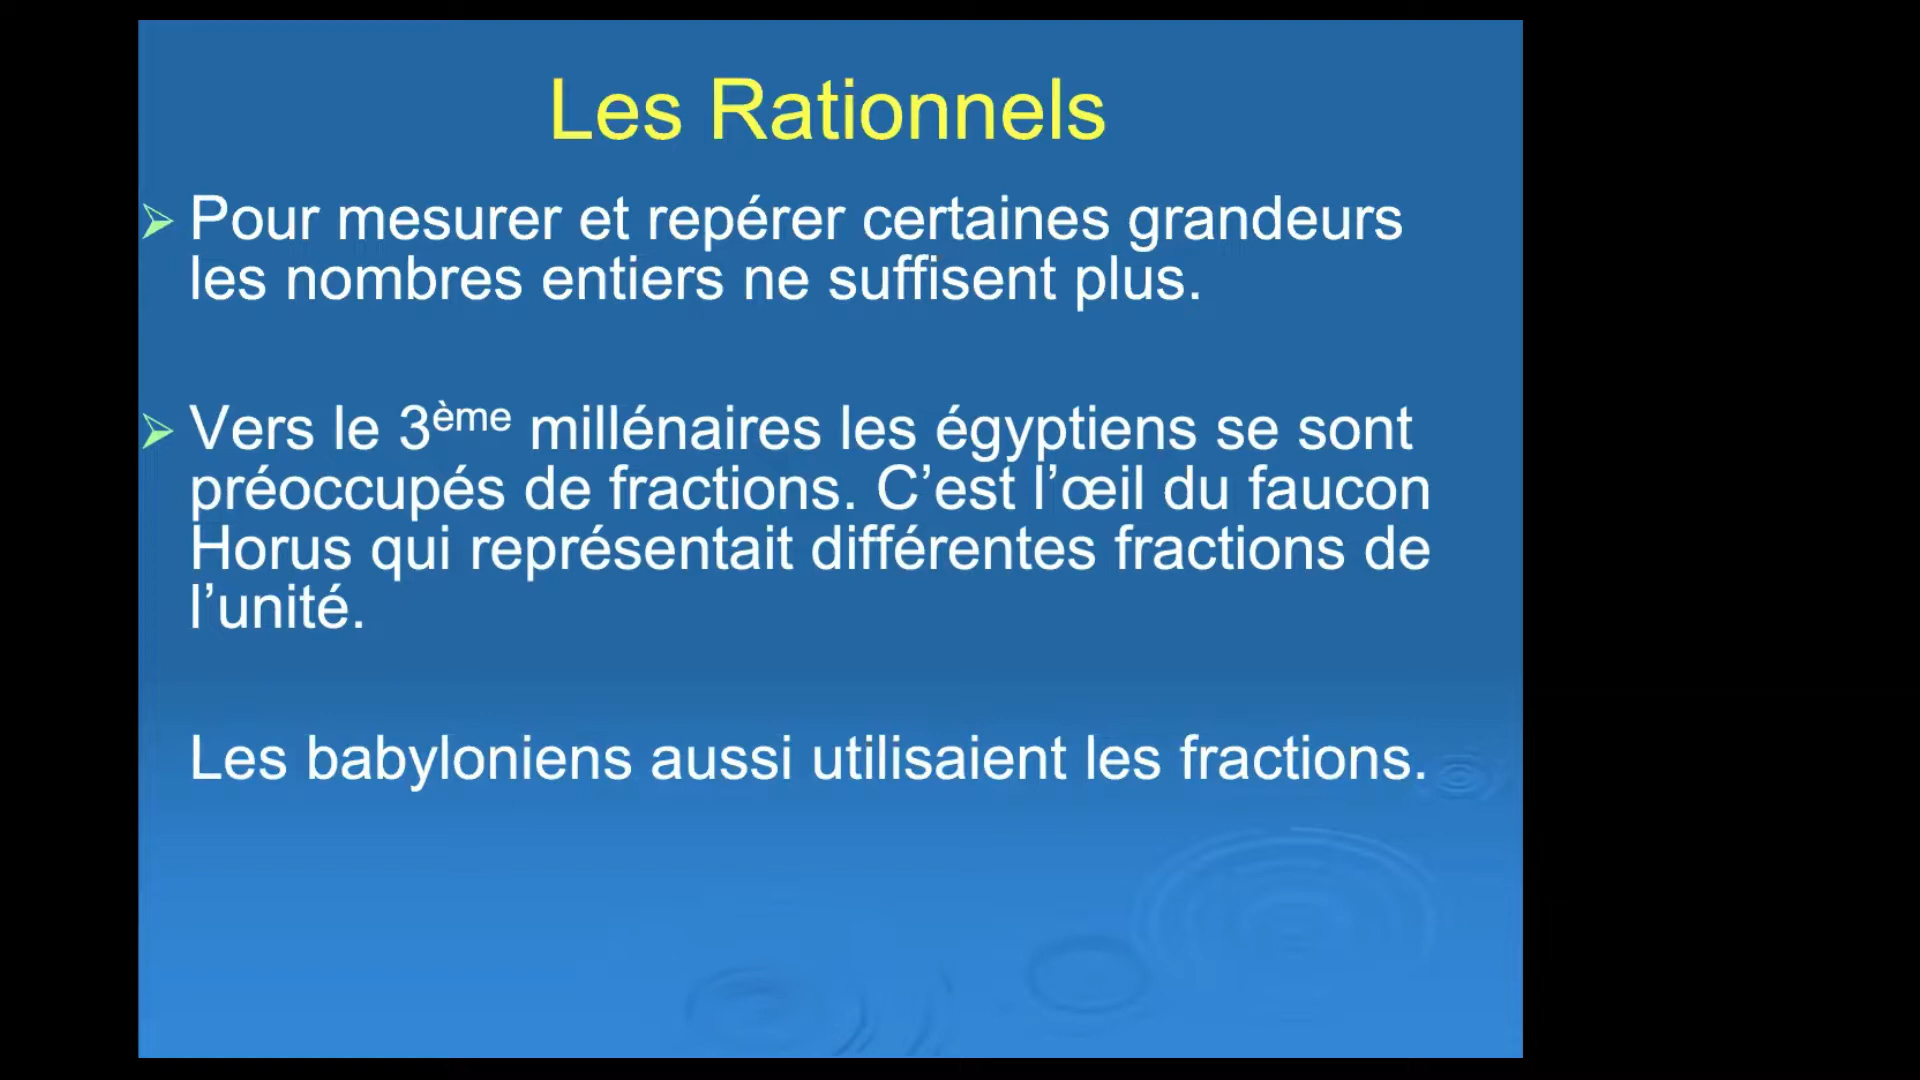 Les Rationnels
Pour mesurer et repérer certaines grandeurs
les nombres entiers ne suffisent plus.
Vers le 3ème millénaires les égyptiens se sont
préoccupés de fractions. C’est l’œil du faucon
Horus qui représentait différentes fractions de
l’unité.
Les babyloniens aussi utilisaient les fractions.